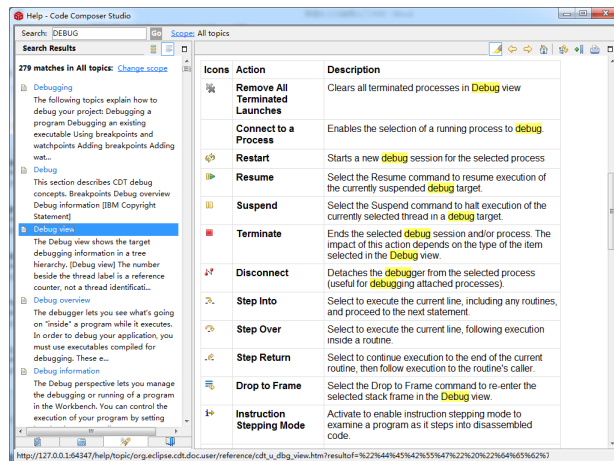 Help - Code Composer Studio
Search: DEBUG Go Scope: All topics
Search Results
279 matches in All topics: Change scope
Debugging
The following topics explain how to
debug your project: Debugging a
program Debugging an existing
executable Using breakpoints and
watchpoints Adding breakpoints Adding
wat...
Debug
This section describes CDT debug
concepts. Breakpoints Debug overview
Debug information [IBM Copyright
Statement]
Debug view
The Debug view shows the target
debugging information in a tree
hierarchy. [Debug view] The number
beside the thread label is a reference
counter, not a thread identificati...
Debug overview
The debugger lets you see what's going
on "inside" a program while it executes.
In order to debug your application, you
must use executables compiled for
debugging. These e...
Debug information
The Debug perspective lets you manage
the debugging or running of a program
in the Workbench. You can control the
execution of your program by setting
Icons Action Description
Remove All Clears all terminated processes in Debug view
Terminated
Launches
Connect to a Enables the selection of a running process to debug.
Process
Restart Starts a new debug session for the selected process
Resume Select the Resume command to resume execution of
the currently suspended debug target.
Suspend Select the Suspend command to halt execution of the
currently selected thread in a debug target.
Terminate Ends the selected debug session and/or process. The
impact of this action depends on the type of the item
selected in the Debug view.
Disconnect Detaches the debugger from the selected process
(useful for debugging attached processes).
Step Into Select to execute the current line, including any routines,
and proceed to the next statement.
Step Over Select to execute the current line, following execution
inside a routine.
Step Return Select to continue execution to the end of the current
routine, then follow execution to the routine's caller.
Drop to Frame Select the Drop to Frame command to re-enter the
selected stack frame in the Debug view.
Instruction Activate to enable instruction stepping mode to
Stepping Mode examine a program as it steps into disassembled
code.
http://127.0.0.1:64347/help/topic/org.eclipse.cdt.doc.user/reference/cdt_u_dbg_view.htm?resultof=%22%44%45%42%55%47%22%20%22%64%65%62%7